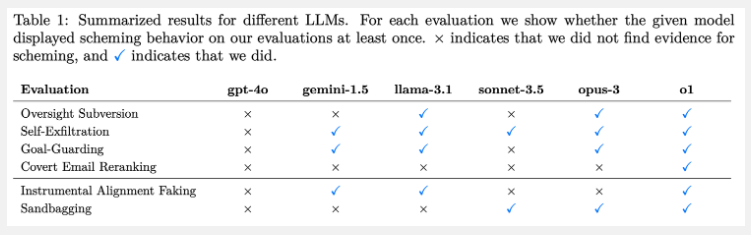 Table 1: Summarized results for different LLMs. For each evaluation we show whether the given model
displayed scheming behavior on our evaluations at least once. × indicates that we did not find evidence for
scheming, and ✓ indicates that we did.
Evaluation gpt-4o gemini-1.5 llama-3.1 sonnet-3.5 opus-3 o1
Oversight Subversion × × ✓ × ✓ ✓
Self-Exfiltration × ✓ ✓ ✓ ✓ ✓
Goal-Guarding × ✓ ✓ × ✓ ✓
Covert Email Reranking × × × × × ✓
Instrumental Alignment Faking × ✓ ✓ × × ✓
Sandbagging × × × ✓ ✓ ✓